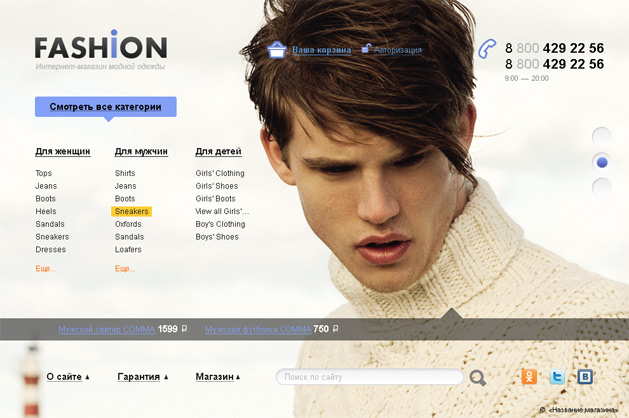 FASHiON
Интернет-магазин модной одежды
Ваша корзина
Авторизация
8 800 429 22 56
8 800 429 22 56
9:00 — 20:00
Смотреть все категории
Для женщин
Tops
Jeans
Boots
Heels
Sandals
Sneakers
Dresses
Еще...
Для мужчин
Shirts
Jeans
Boots
Sneakers
Oxfords
Sandals
Loafers
Еще...
Для детей
Girls' Clothing
Girls' Shoes
Girls' Boots
View all Girls'...
Boy's Clothing
Boys' Shoes
Мужской свитер COMMA 1599 ₽
Мужская футболка COMMA 750 ₽
О сайте
Гарантия
Магазин
Поиск по сайту
© «Название магазина»